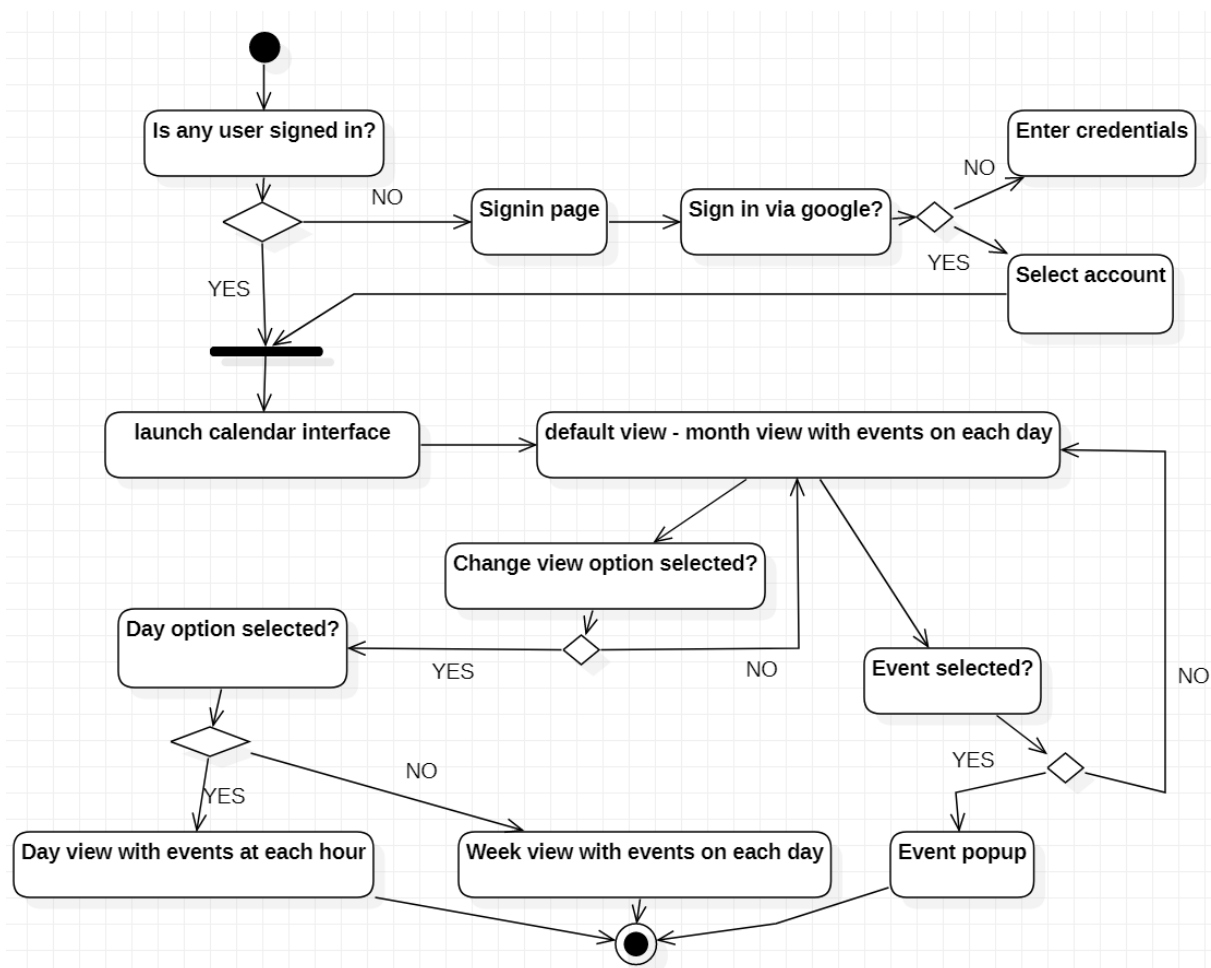 Is any user signed in?
Enter credentials
NO
NO
Signin page
Sign in via google?
YES
Select account
YES
launch calendar interface
default view - month view with events on each day
Change view option selected?
Day option selected?
YES
NO
Event selected?
NO
YES
NO
YES
Day view with events at each hour
Week view with events on each day
Event popup